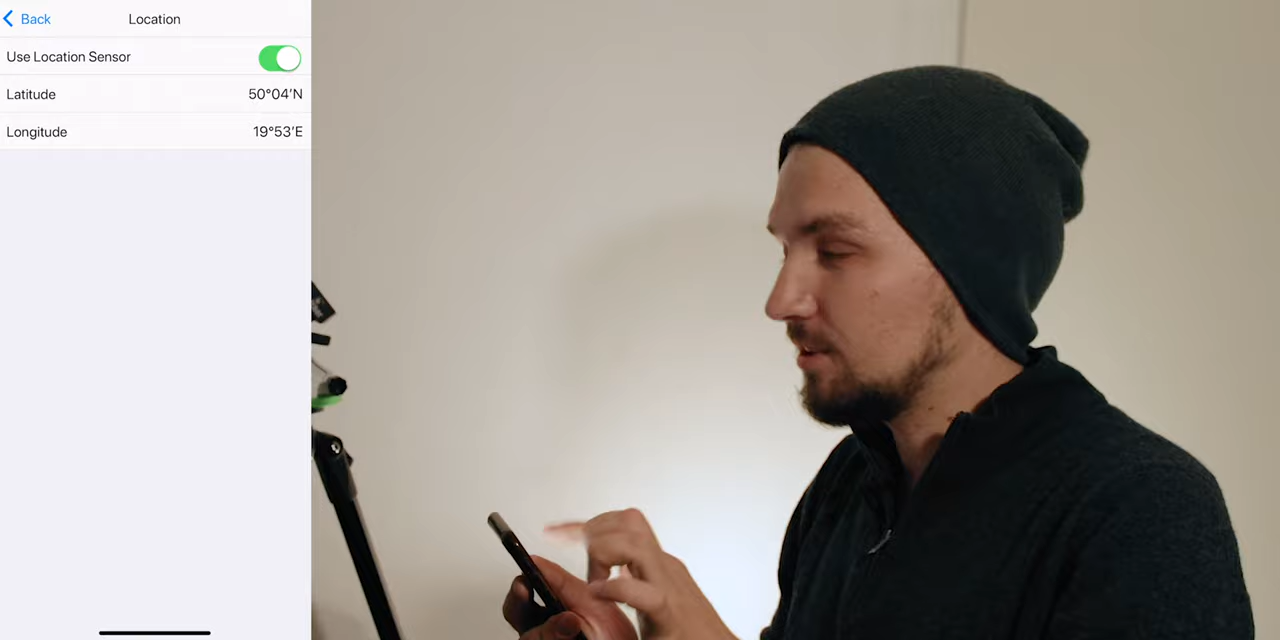 Back Location
Use Location Sensor
Latitude 50°04′N
Longitude 19°53′E